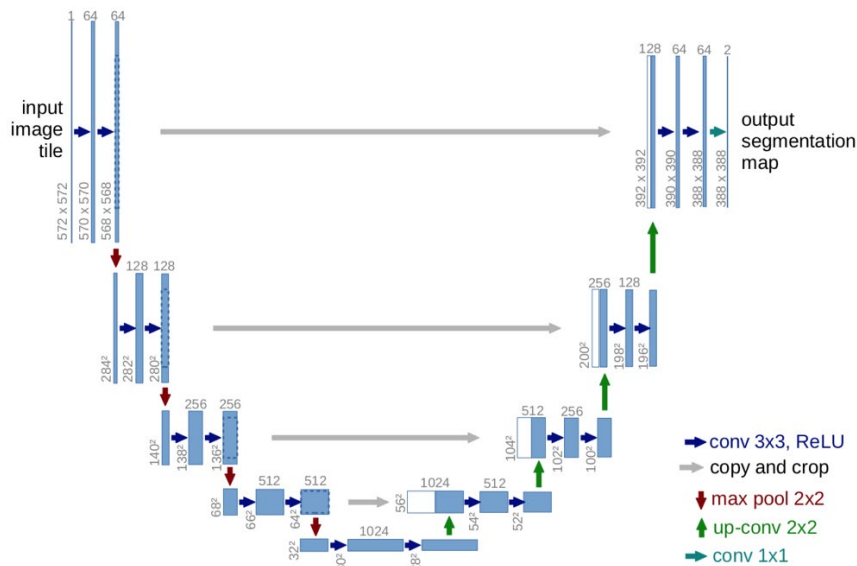 1 64 64
input
image
tile
572 x 572
570 x 570
568 x 568
128 64 64 2
output
segmentation
map
392 x 392
390 x 390
388 x 388
388 x 388
128 128
284²
282²
280²
256 128
200²
198²
196²
256 256
140²
138²
136²
512 256
104²
102²
100²
512 512
68²
66²
64²
1024 512
56²
54²
52²
1024
32²
conv 3x3, ReLU
copy and crop
max pool 2x2
up-conv 2x2
conv 1x1